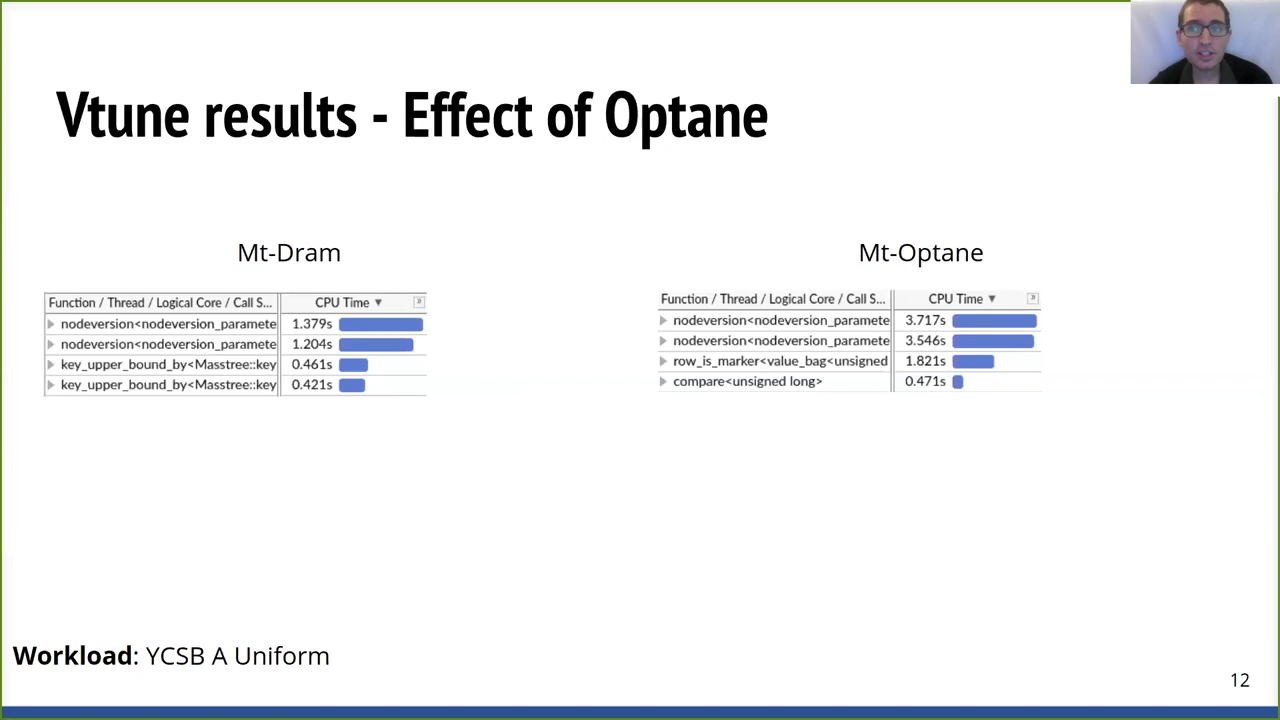 Vtune results - Effect of Optane
Mt-Dram
Function / Thread / Logical Core / Call S... CPU Time
nodeversion<nodeversion_paramete 1.379s
nodeversion<nodeversion_paramete 1.204s
key_upper_bound_by<Masstree::key 0.461s
key_upper_bound_by<Masstree::key 0.421s
Mt-Optane
Function / Thread / Logical Core / Call S... CPU Time
nodeversion<nodeversion_paramete 3.717s
nodeversion<nodeversion_paramete 3.546s
row_is_marker<value_bag<unsigned 1.821s
compare<unsigned long> 0.471s
Workload: YCSB A Uniform
12